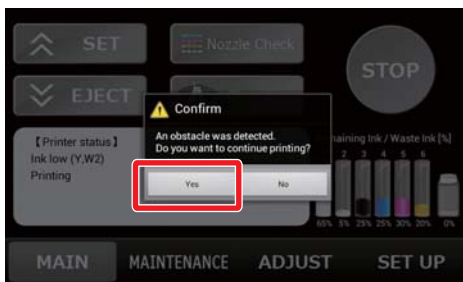 SET
Nozzle Check
STOP
EJECT
Confirm
An obstacle was detected.
Do you want to continue printing?
Yes
No
【Printer status】
Ink low (Y,W2)
Printing
aining Ink / Waste Ink [%]
2 3 4 5 6
65% 5% 25% 25% 30% 20% 0%
MAIN MAINTENANCE ADJUST SET UP